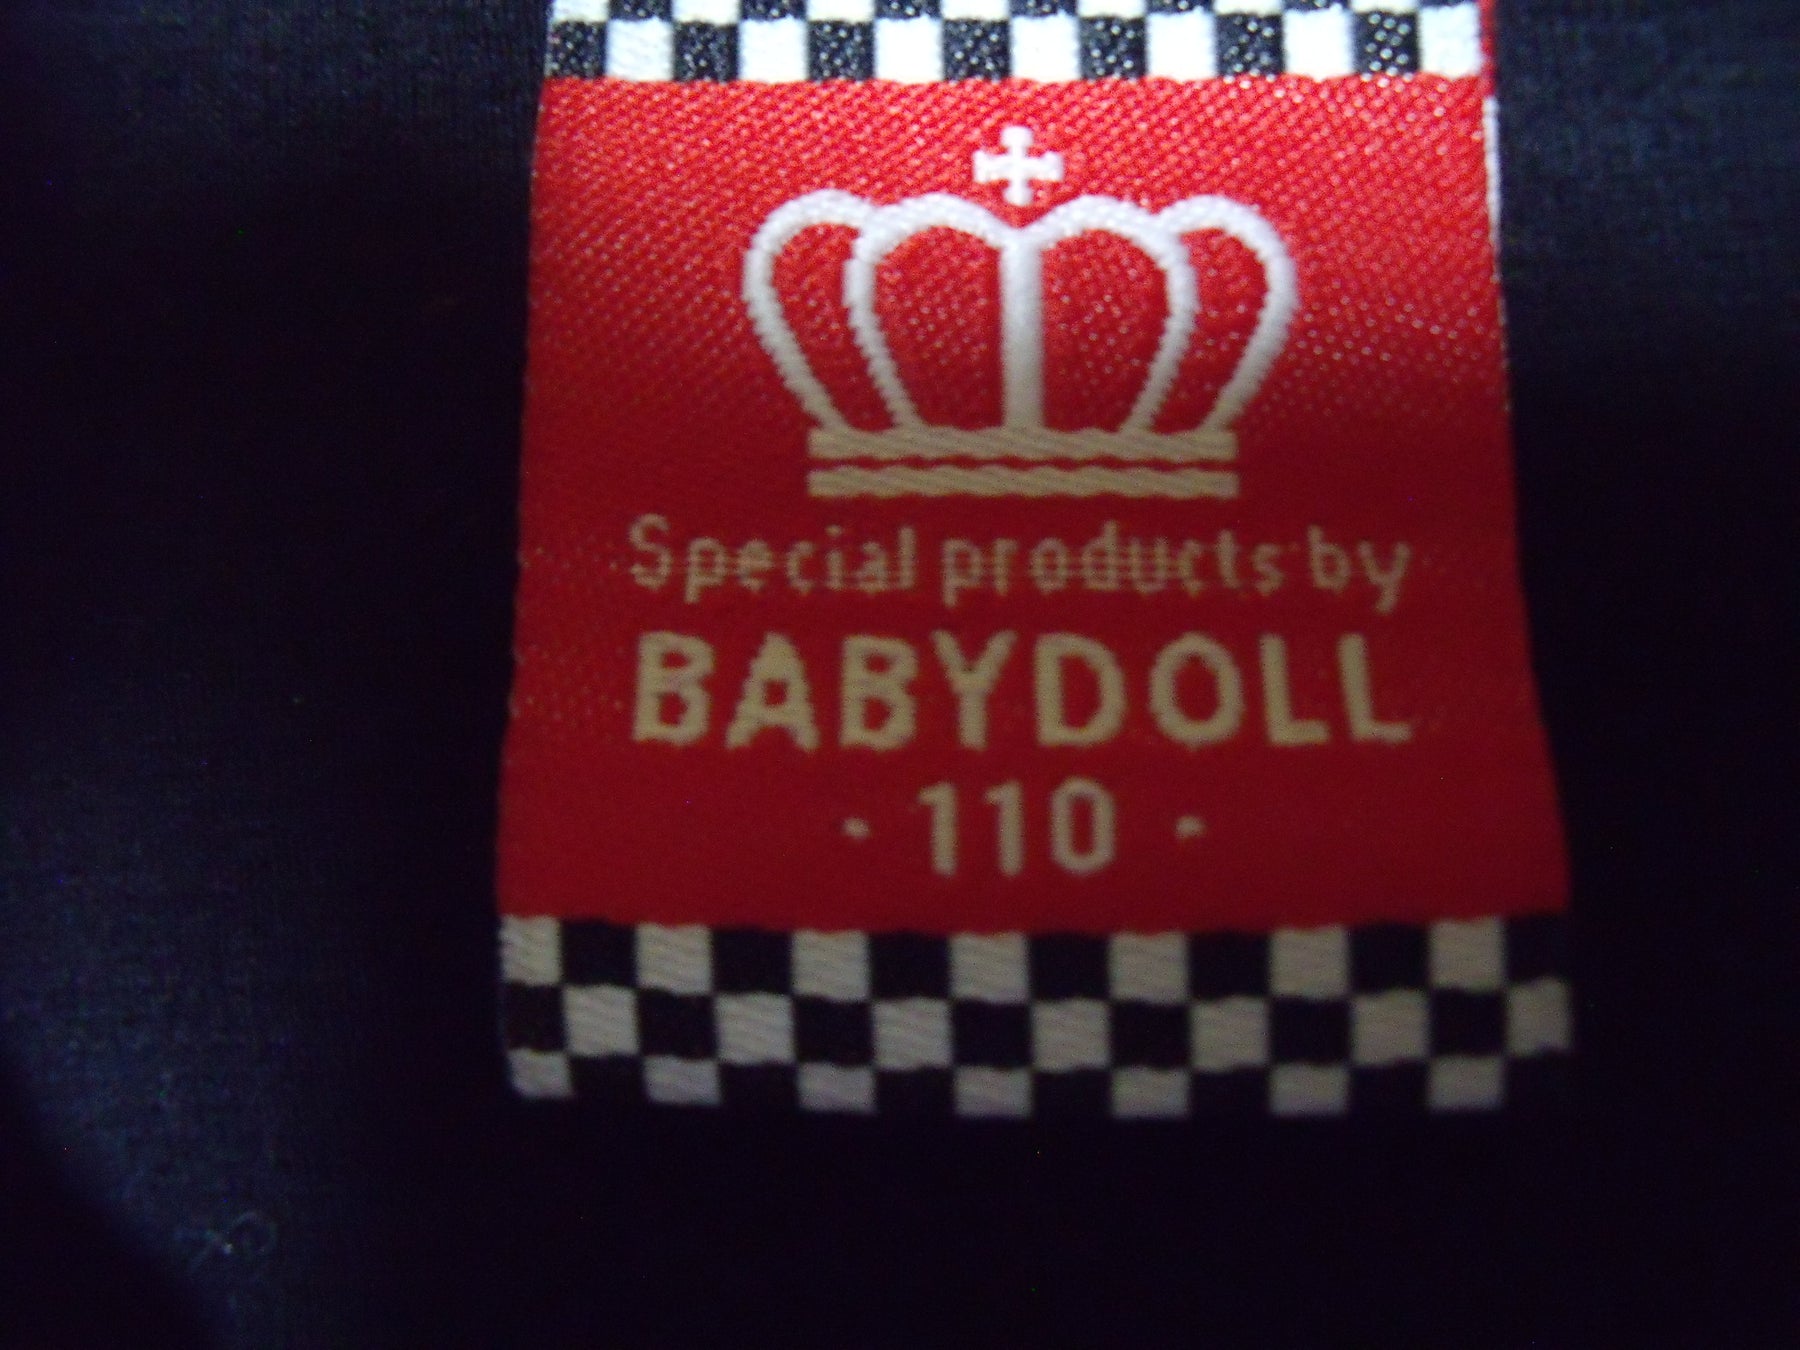 Special products by
BABYDOLL
· 110 ·